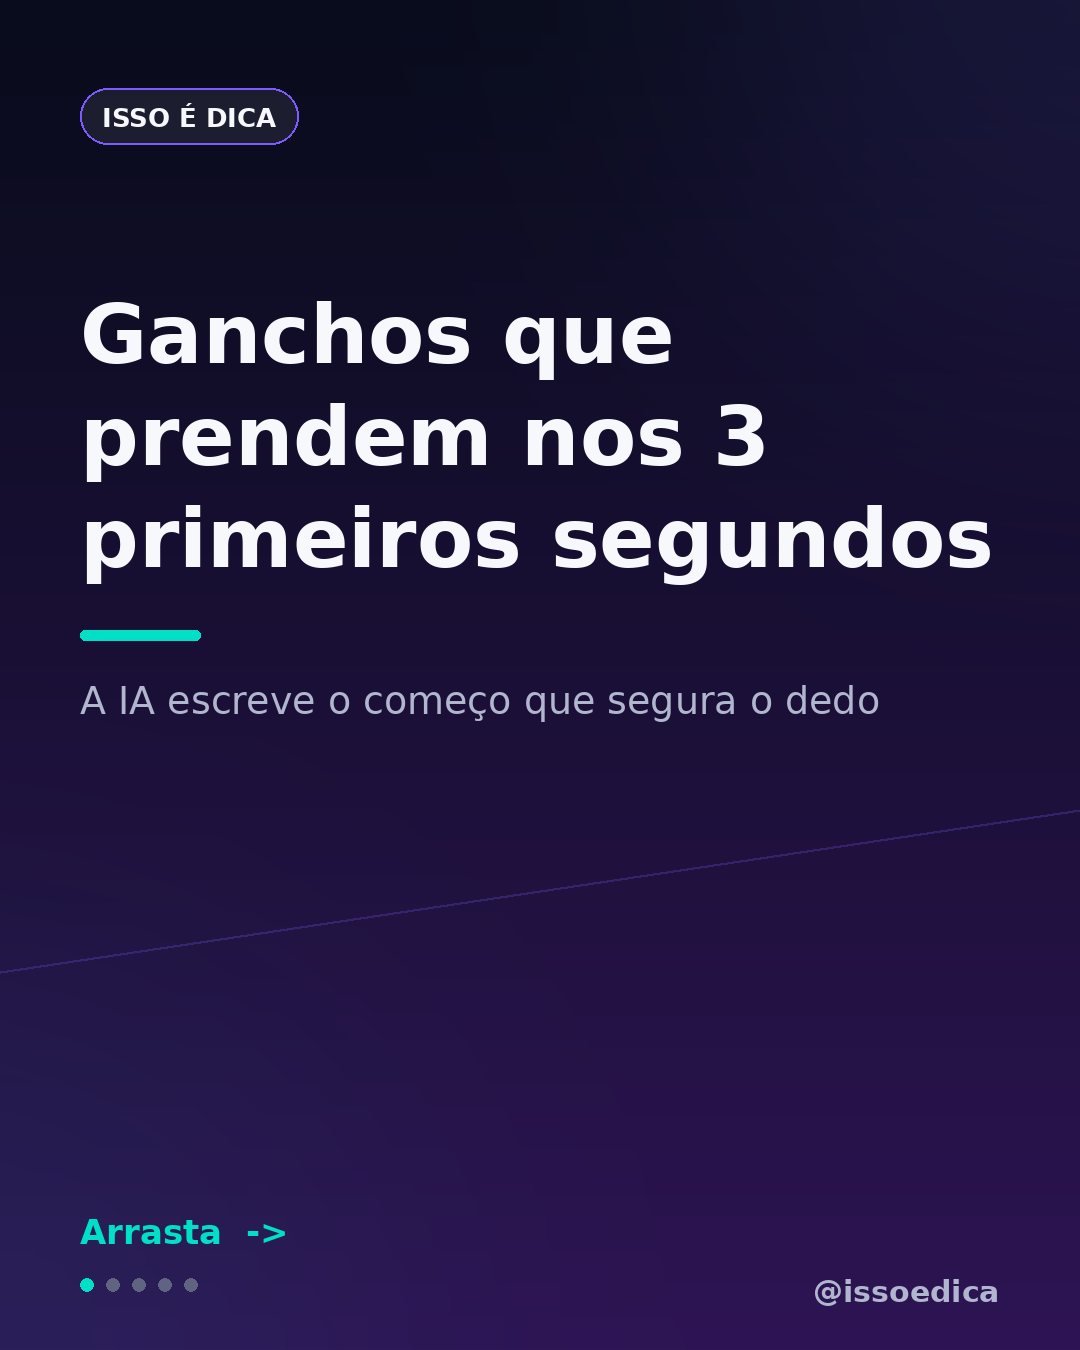 ISSO É DICA
Ganchos que
prendem nos 3
primeiros segundos
A IA escreve o começo que segura o dedo
Arrasta ->
@issoedica